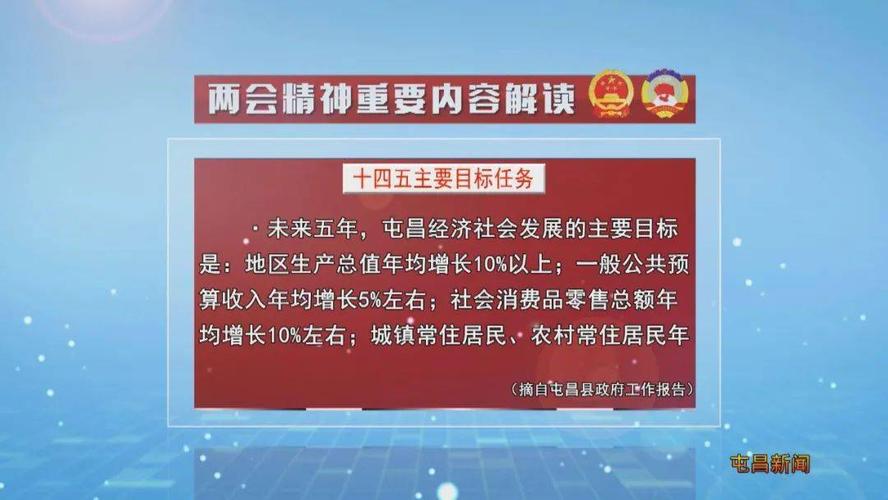 两会精神重要内容解读
十四五主要目标任务
·未来五年，屯昌经济社会发展的主要目标
是：地区生产总值年均增长10%以上；一般公共预
算收入年均增长5%左右；社会消费品零售总额年
均增长10%左右；城镇常住居民、农村常住居民年
（摘自屯昌县政府工作报告）
屯昌新闻